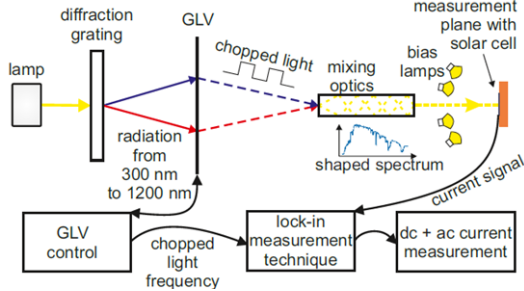 diffraction
grating
GLV
measurement
plane with
solar cell
lamp
chopped light
mixing
optics
bias
lamps
radiation
from
300 nm
to 1200 nm
shaped spectrum
current signal
GLV
control
chopped
light
frequency
lock-in
measurement
technique
dc + ac current
measurement